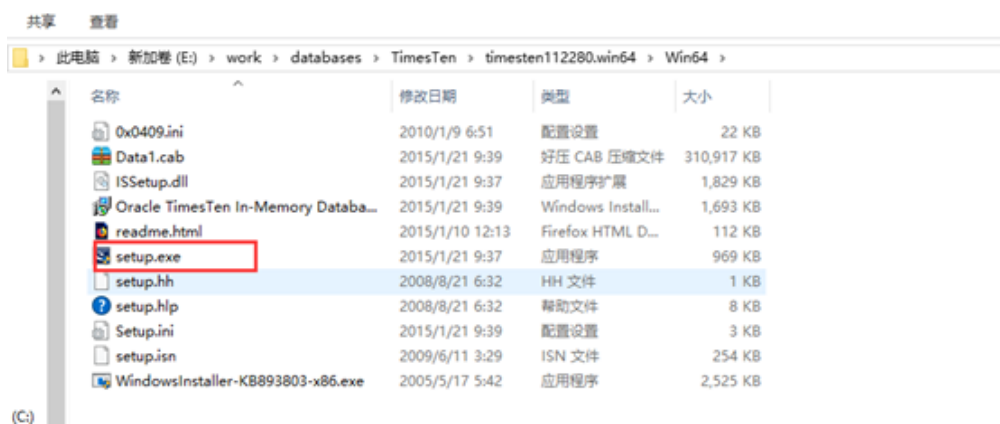 共享 查看
此电脑 › 新加卷 (E:) › work › databases › TimesTen › timesten112280.win64 › Win64 ›
名称 修改日期 类型 大小
0x0409.ini 2010/1/9 6:51 配置设置 22 KB
Data1.cab 2015/1/21 9:39 好压 CAB 压缩文件 310,917 KB
ISSetup.dll 2015/1/21 9:37 应用程序扩展 1,829 KB
Oracle TimesTen In-Memory Databa... 2015/1/21 9:39 Windows Install... 1,693 KB
readme.html 2015/1/10 12:13 Firefox HTML D... 112 KB
setup.exe 2015/1/21 9:37 应用程序 969 KB
setup.hh 2008/8/21 6:32 HH 文件 1 KB
setup.hlp 2008/8/21 6:32 帮助文件 8 KB
Setup.ini 2015/1/21 9:39 配置设置 3 KB
setup.isn 2009/6/11 3:29 ISN 文件 254 KB
WindowsInstaller-KB893803-x86.exe 2005/5/17 5:42 应用程序 2,525 KB
(C:)